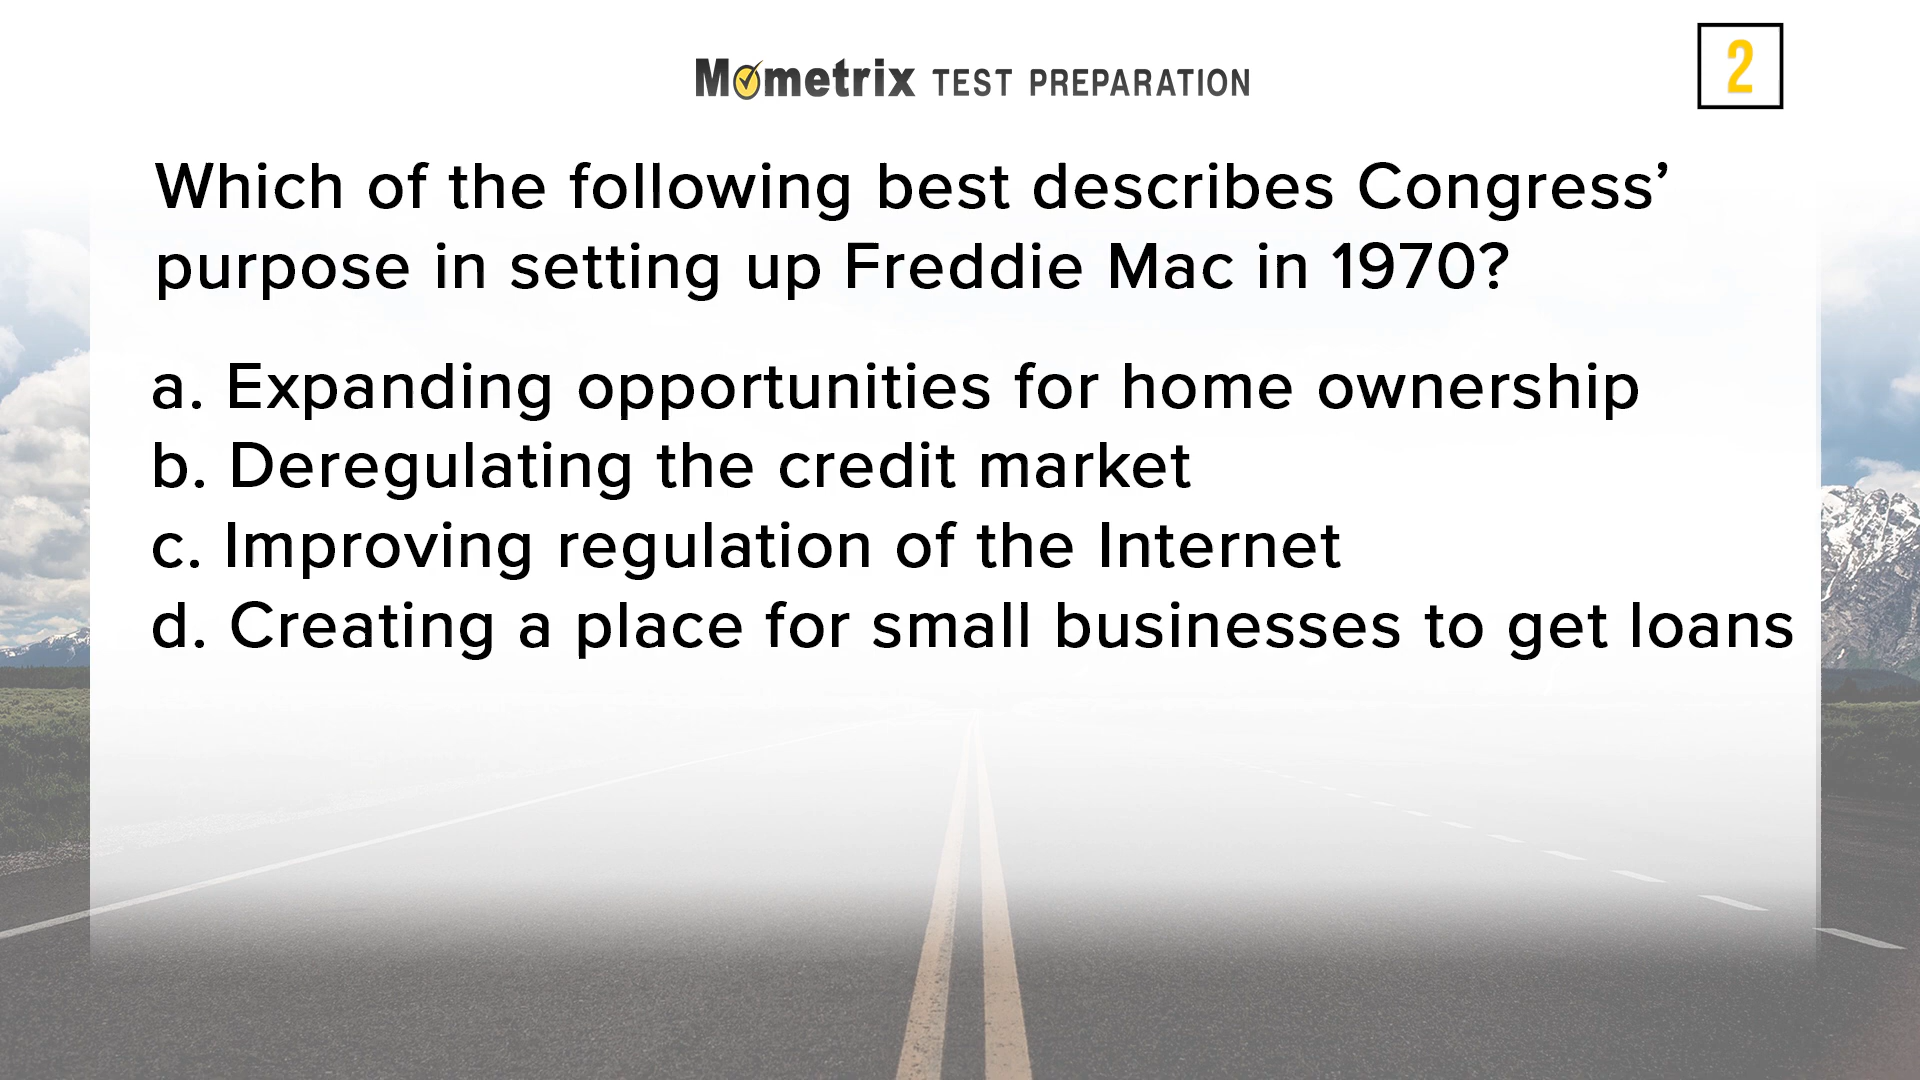 Mometrix TEST PREPARATION
2
Which of the following best describes Congress’
purpose in setting up Freddie Mac in 1970?
a. Expanding opportunities for home ownership
b. Deregulating the credit market
c. Improving regulation of the Internet
d. Creating a place for small businesses to get loans